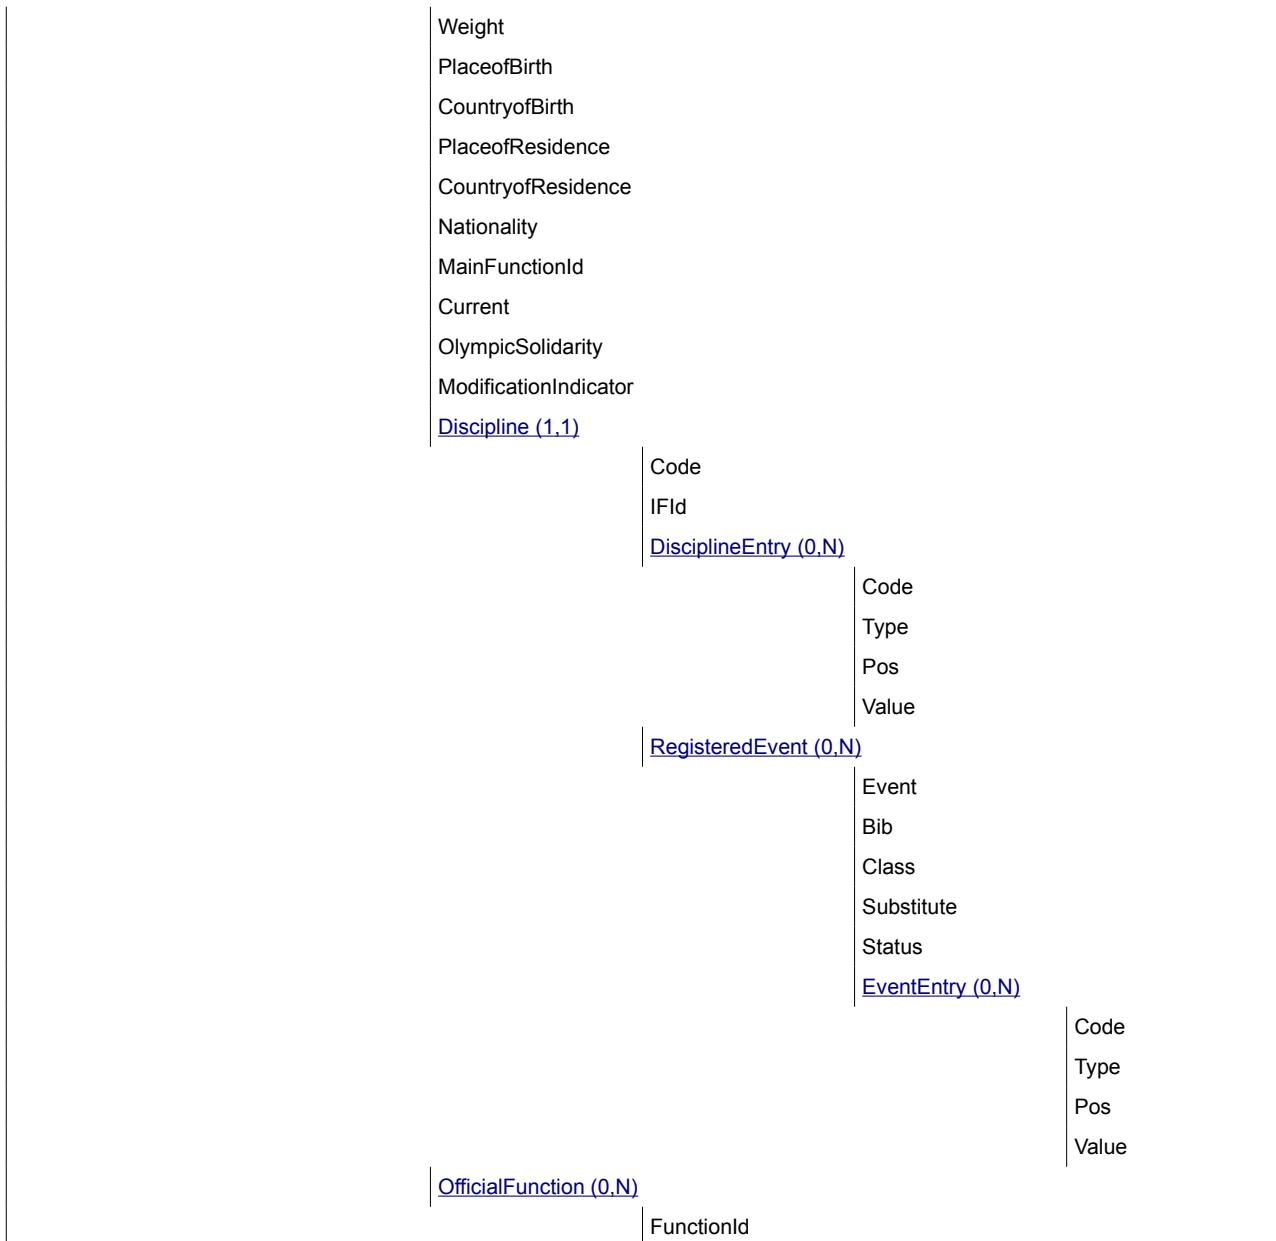 Weight
PlaceofBirth
CountryofBirth
PlaceofResidence
CountryofResidence
Nationality
MainFunctionId
Current
OlympicSolidarity
ModificationIndicator
Discipline (1,1)
Code
IFId
DisciplineEntry (0,N)
Code
Type
Pos
Value
RegisteredEvent (0,N)
Event
Bib
Class
Substitute
Status
EventEntry (0,N)
Code
Type
Pos
Value
OfficialFunction (0,N)
FunctionId